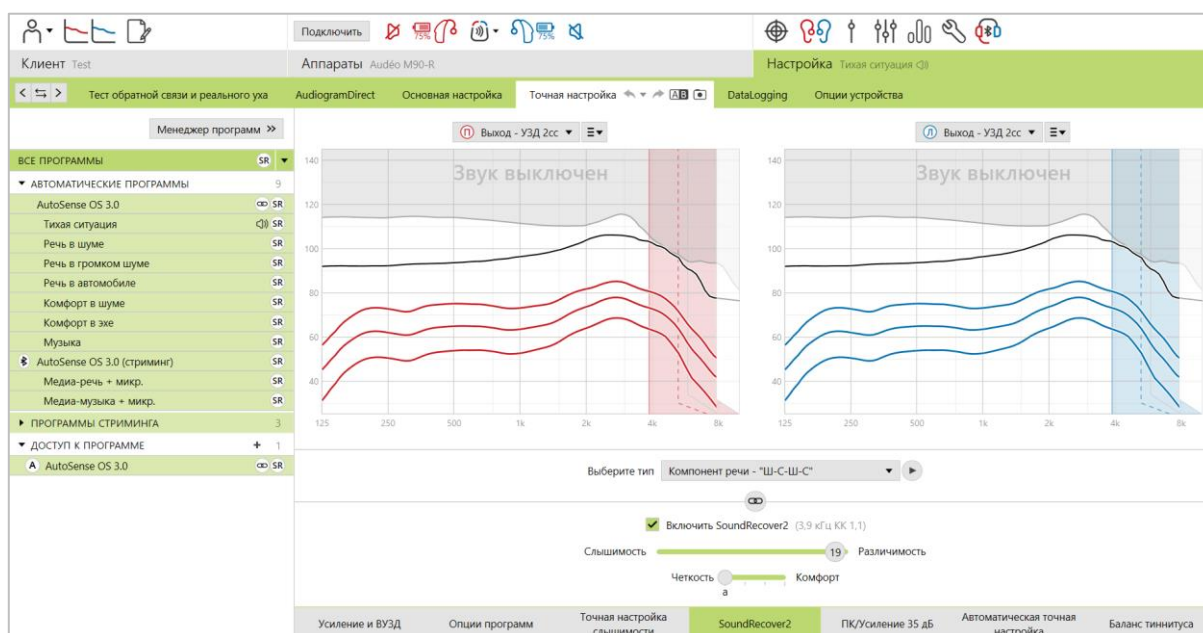 Подключить
75%
75%
Клиент Test
Аппараты Audéo M90-R
Настройка Тихая ситуация
Тест обратной связи и реального уха
AudiogramDirect
Основная настройка
Точная настройка
AB
DataLogging
Опции устройства
Менеджер программ »
ВСЕ ПРОГРАММЫ SR
АВТОМАТИЧЕСКИЕ ПРОГРАММЫ 9
AutoSense OS 3.0 SR
Тихая ситуация SR
Речь в шуме SR
Речь в громком шуме SR
Речь в автомобиле SR
Комфорт в шуме SR
Комфорт в эхе SR
Музыка SR
AutoSense OS 3.0 (стриминг) SR
Медиа-речь + микр. SR
Медиа-музыка + микр. SR
ПРОГРАММЫ СТРИМИНГА 3
ДОСТУП К ПРОГРАММЕ + 1
A AutoSense OS 3.0 SR
П Выход - УЗД 2cc
Звук выключен
140
120
100
80
60
40
125 250 500 1k 2k 4k 8k
Л Выход - УЗД 2cc
Звук выключен
140
120
100
80
60
40
125 250 500 1k 2k 4k 8k
Выберите тип Компонент речи - "Ш-С-Ш-С"
Включить SoundRecover2 (3,9 кГц КК 1,1)
Слышимость 19 Различимость
Четкость Комфорт
a
Усиление и ВУЗД
Опции программ
Точная настройка
слышимости
SoundRecover2
ПК/Усиление 35 дБ
Автоматическая точная
настройка
Баланс тиннитуса